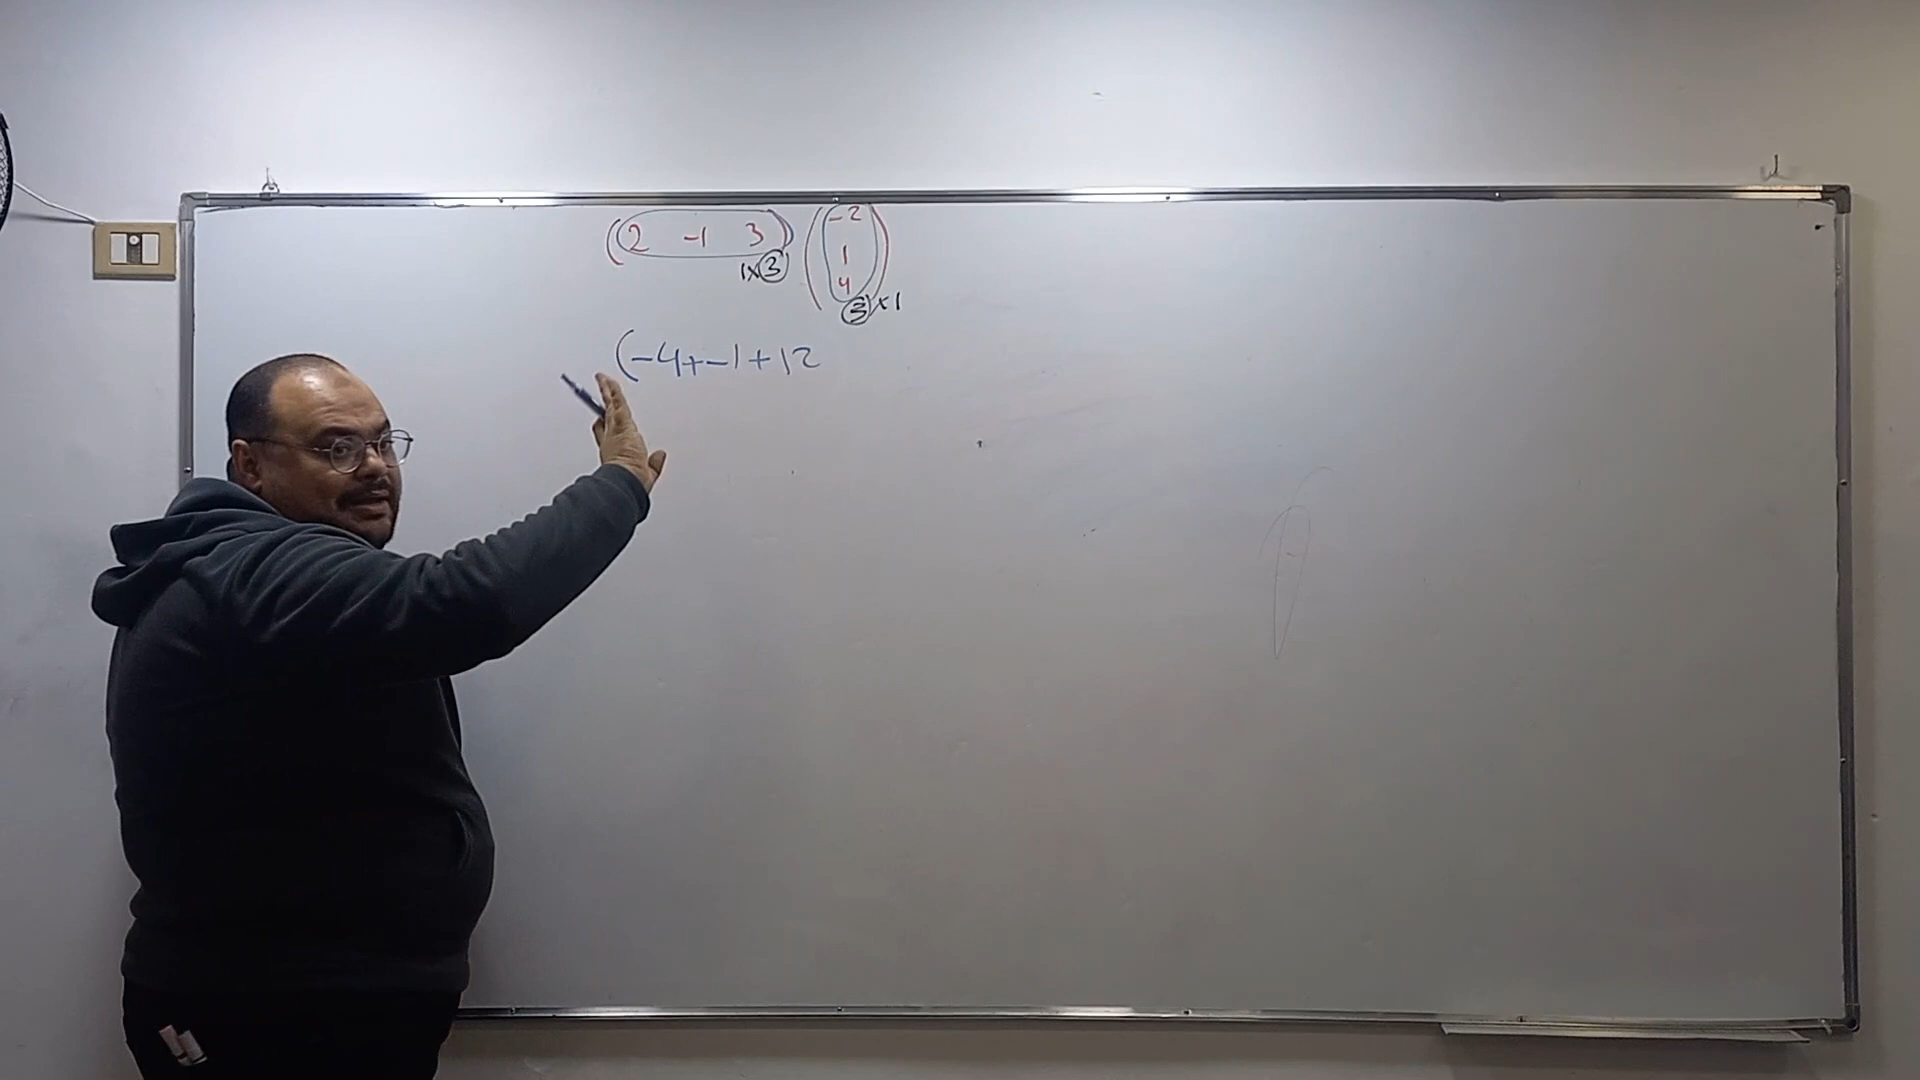 (2 -1 3) (-2
1
4)
1x3 3x1
(-4+-1+12